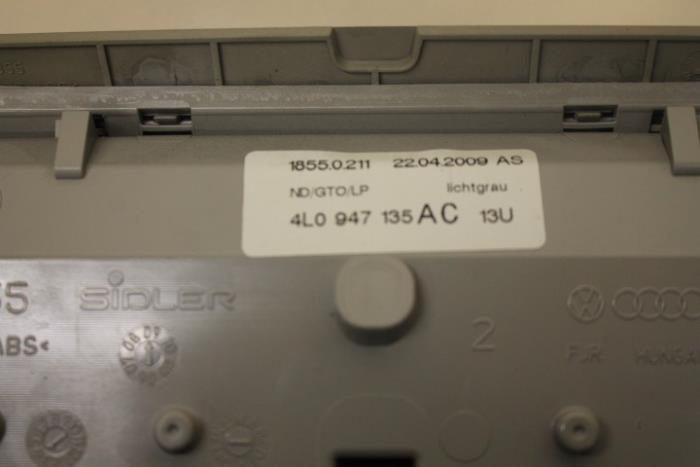 1855.0.211 22.04.2009 AS
ND/GTO/LP lichtgrau
4L0 947 135 AC 13U
SiDLER
ABS<
2
FÜR